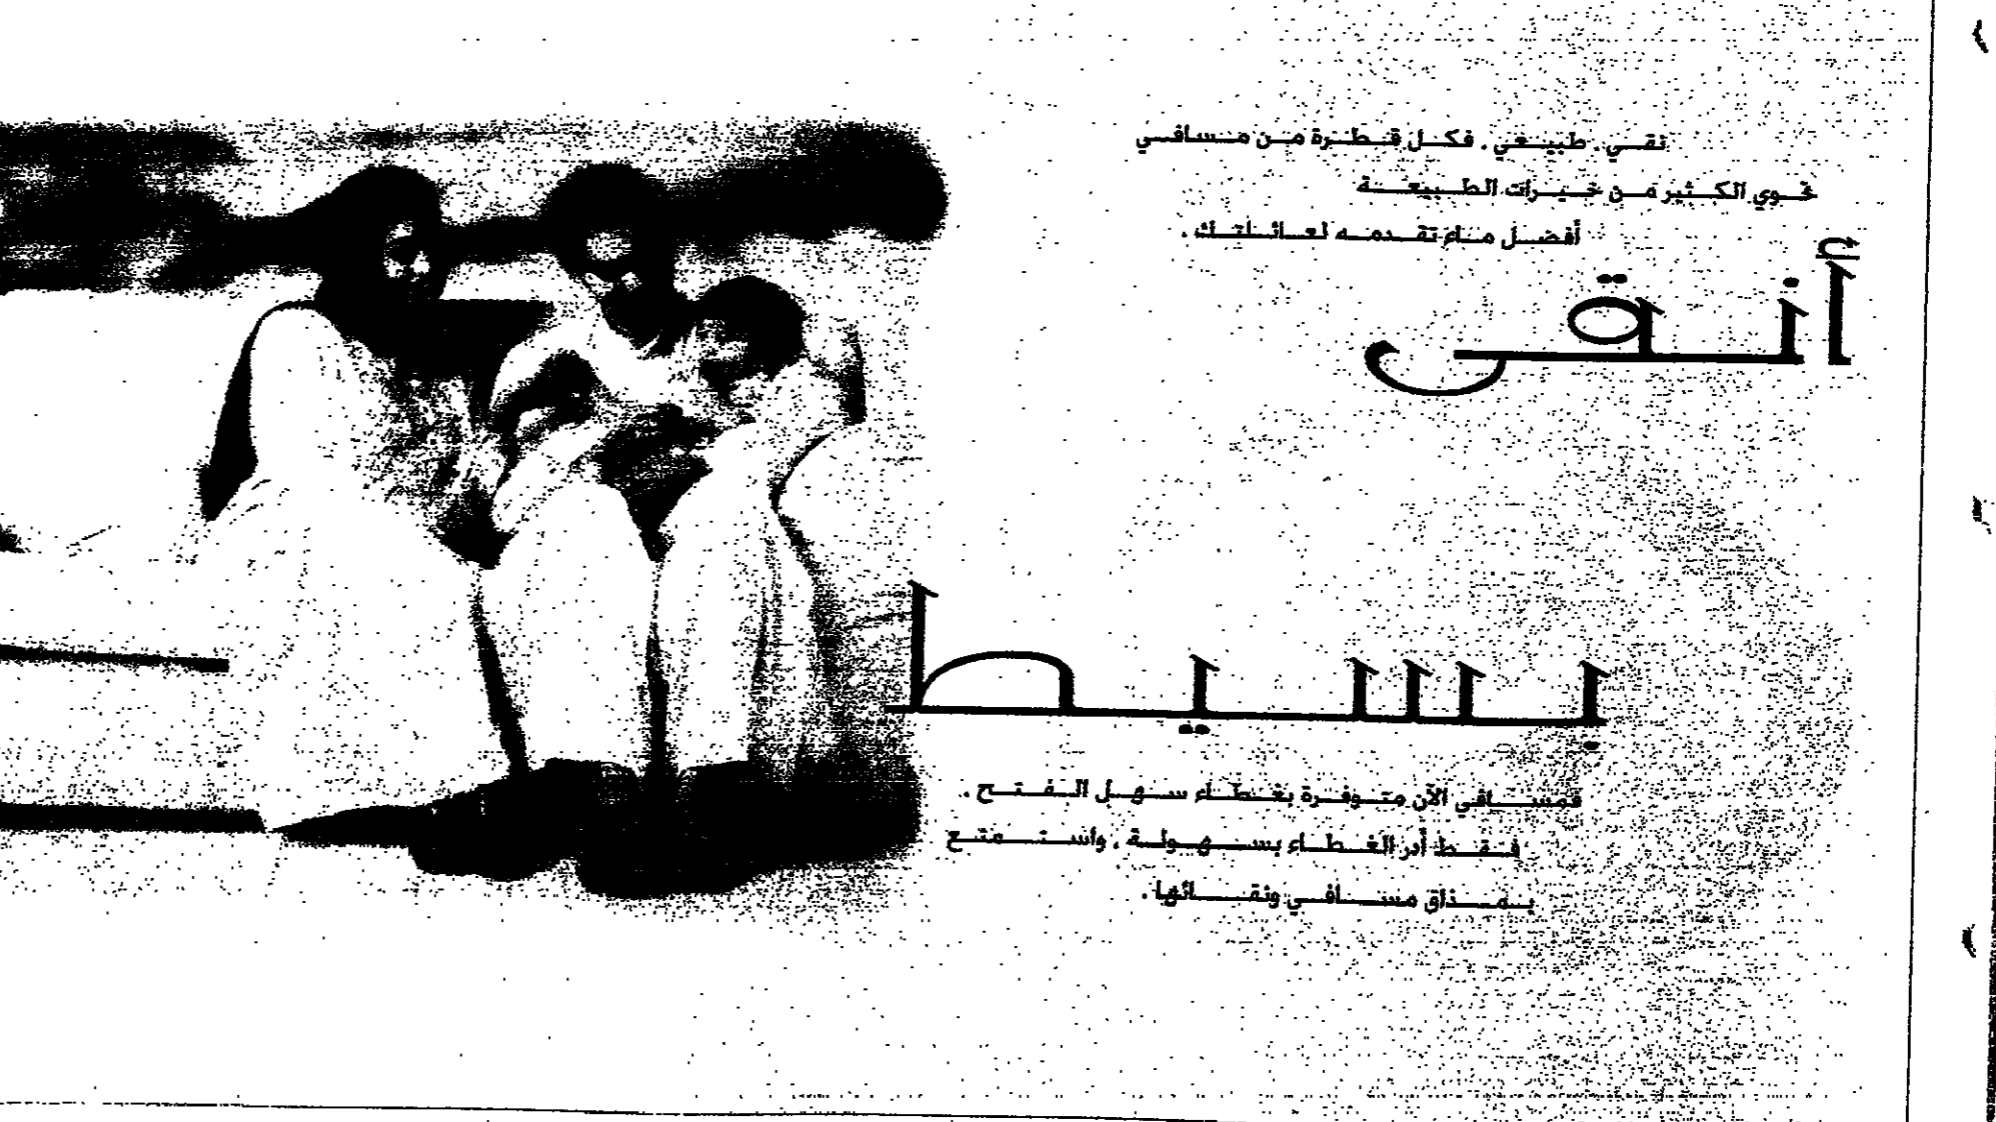 نقي . طبيعي . فكل قطرة من مسافي
تحوي الكثير من خيرات الطبيعة
أفضل ماء تقدمه لعائلتك .
أنقى
بسيط
فمسافي الآن متوفرة بغطاء سهل الفتح .
فقط أدر الغطاء بسهولة ، واستمتع
بمذاق مسافي ونقائها .